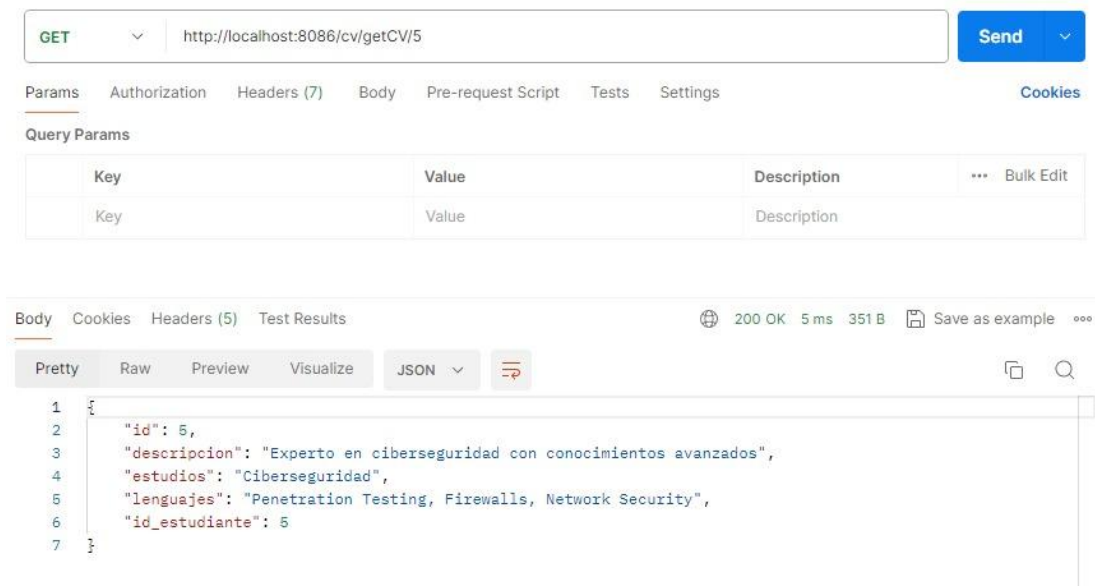 GET http://localhost:8086/cv/getCV/5 Send
Params Authorization Headers (7) Body Pre-request Script Tests Settings Cookies
Query Params
Key Value Description ••• Bulk Edit
Key Value Description
Body Cookies Headers (5) Test Results 200 OK 5 ms 351 B Save as example
Pretty Raw Preview Visualize JSON
1 {
2 "id": 5,
3 "descripcion": "Experto en ciberseguridad con conocimientos avanzados",
4 "estudios": "Ciberseguridad",
5 "lenguajes": "Penetration Testing, Firewalls, Network Security",
6 "id_estudiante": 5
7 }